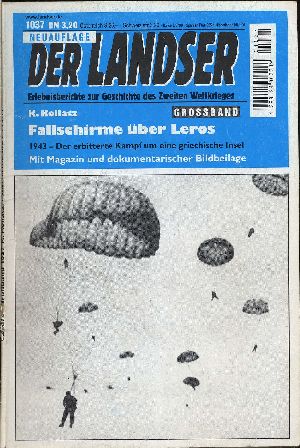 1037 DM 3,20
NEUAUFLAGE
DER LANDSER
Erlebnisberichte zur Geschichte des Zweiten Weltkrieges
K. Kollatz
GROSSBAND
Fallschirme über Leros
1943 – Der erbitterte Kampf um eine griechische Insel
Mit Magazin und dokumentarischer Bildbeilage